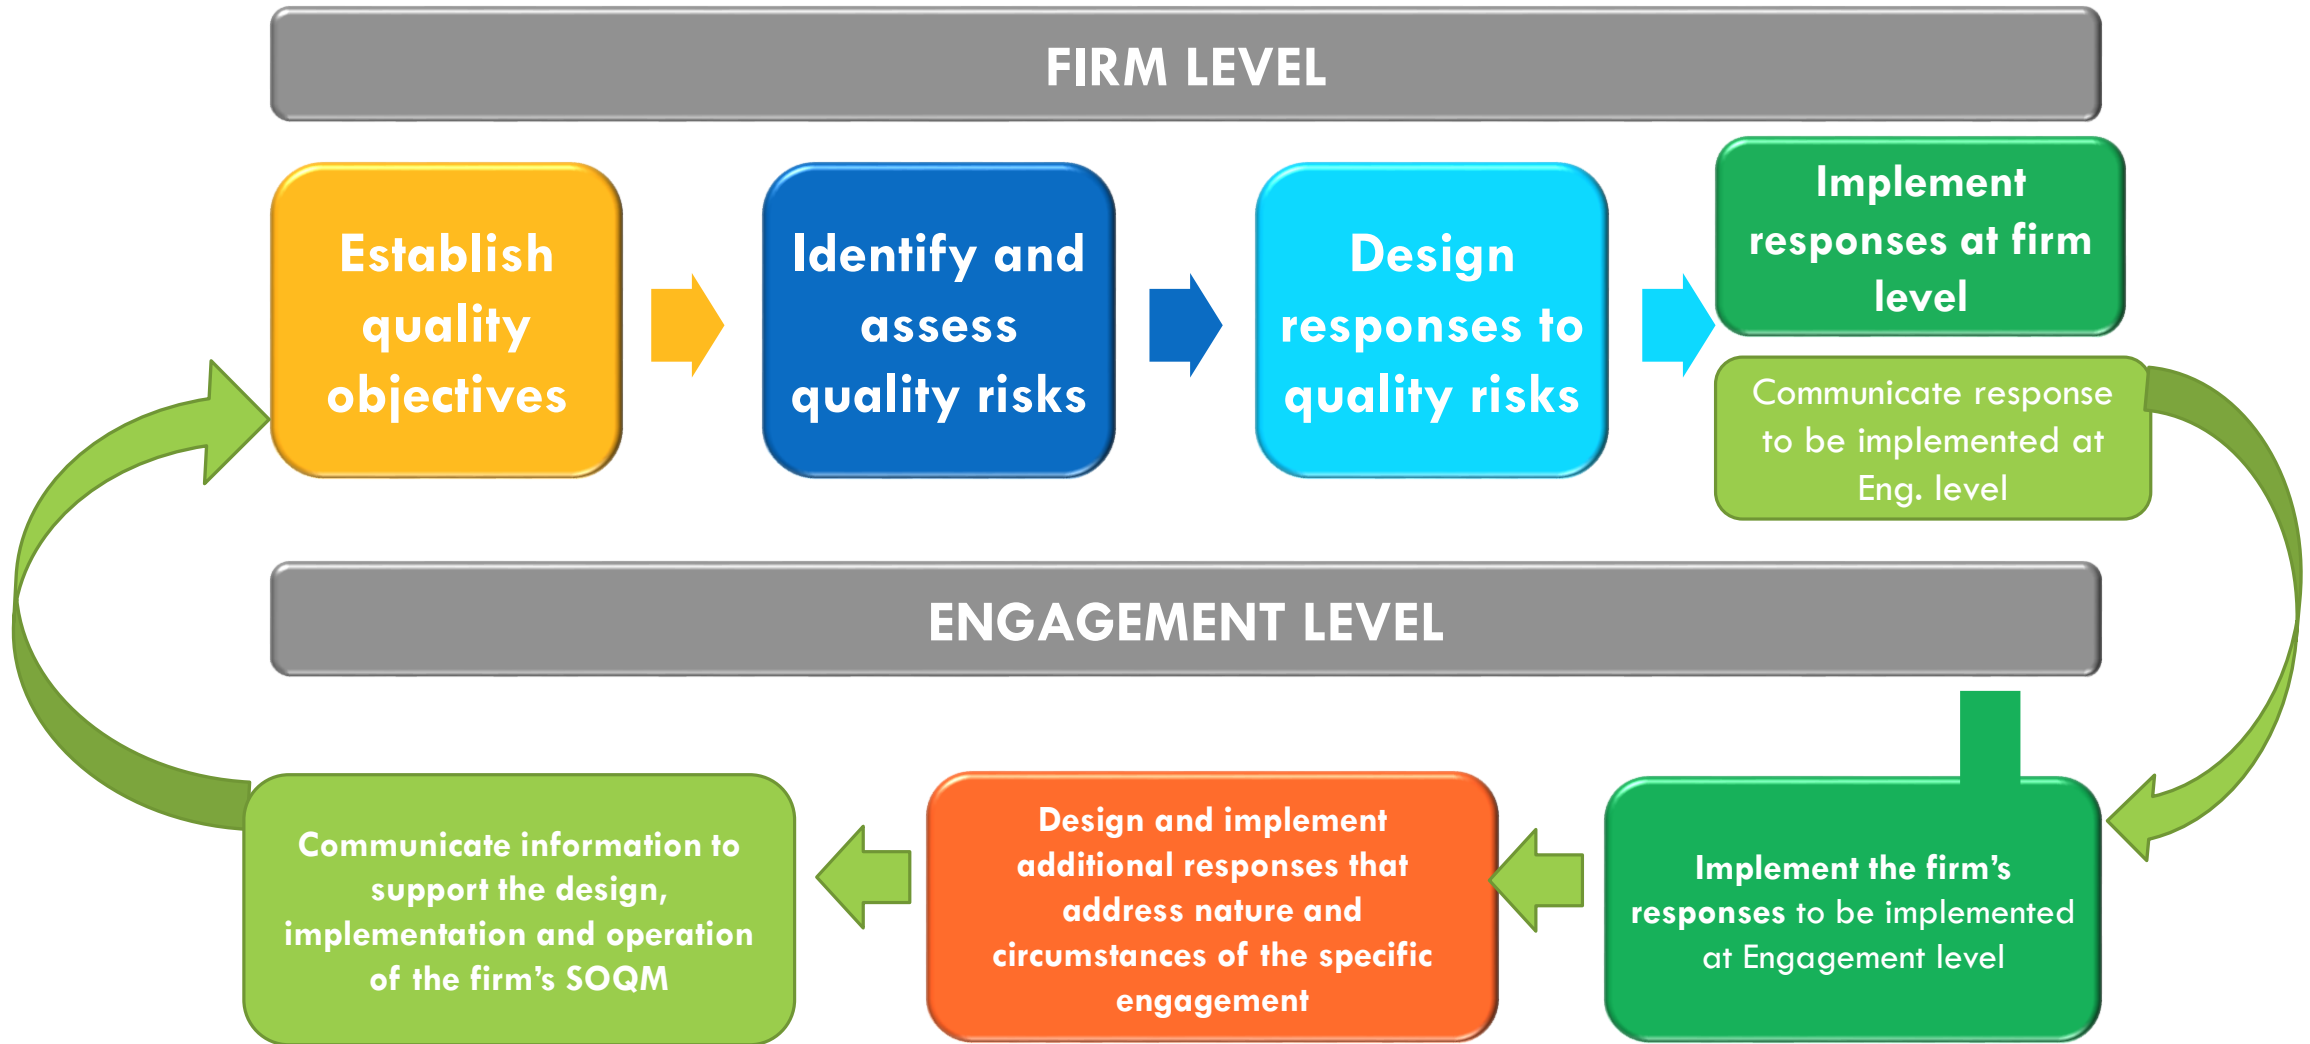 FIRM LEVEL
Establish
quality
objectives
Identify and
assess
quality risks
Design
responses to
quality risks
Implement
responses at firm
level
Communicate response
to be implemented at
Eng. level
ENGAGEMENT LEVEL
Communicate information to
support the design,
implementation and operation
of the firm’s SOQM
Design and implement
additional responses that
address nature and
circumstances of the specific
engagement
Implement the firm’s
responses to be implemented
at Engagement level